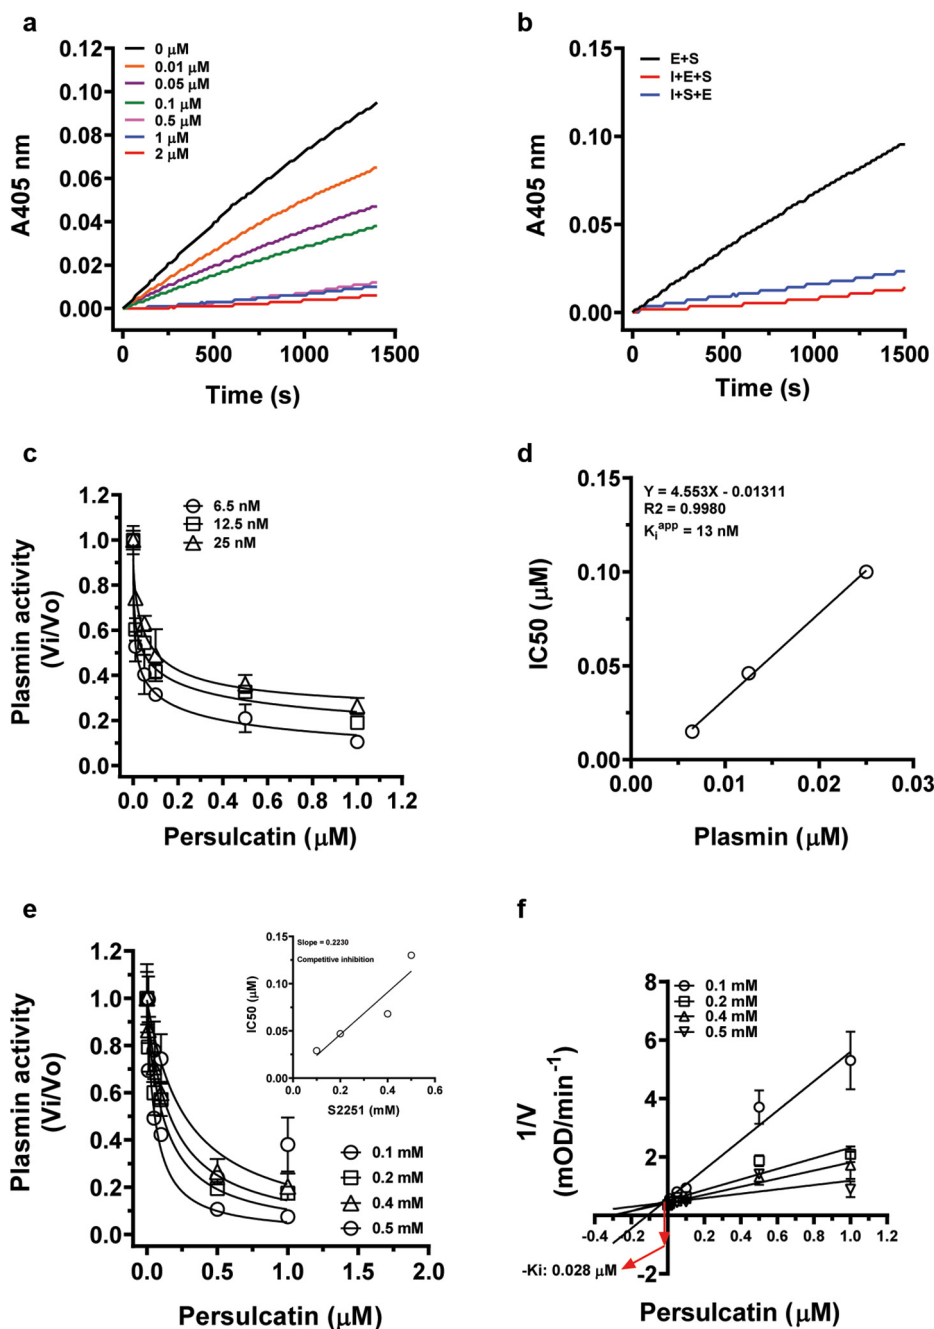 a
0 μM
0.01 μM
0.05 μM
0.1 μM
0.5 μM
1 μM
2 μM
0.12
0.10
0.08
0.06
0.04
0.02
0.00
A405 nm
0 500 1000 1500
Time (s)
b
E+S
I+E+S
I+S+E
0.15
0.10
0.05
0.00
A405 nm
0 500 1000 1500
Time (s)
c
6.5 nM
12.5 nM
25 nM
1.2
1.0
0.8
0.6
0.4
0.2
0.0
Plasmin activity
(Vi/Vo)
0.0 0.2 0.4 0.6 0.8 1.0 1.2
Persulcatin (μM)
d
Y = 4.553X - 0.01311
R2 = 0.9980
Kiapp = 13 nM
0.15
0.10
0.05
0.00
IC50 (μM)
0.00 0.01 0.02 0.03
Plasmin (μM)
e
1.2
1.0
0.8
0.6
0.4
0.2
0.0
Plasmin activity
(Vi/Vo)
0.0 0.5 1.0 1.5 2.0
Persulcatin (μM)
Slope = 0.2230
Competitive inhibition
0.15
0.10
0.05
0.00
IC50 (μM)
0.0 0.2 0.4 0.6
S2251 (mM)
0.1 mM
0.2 mM
0.4 mM
0.5 mM
f
0.1 mM
0.2 mM
0.4 mM
0.5 mM
8
6
4
2
-2
1/V
(mOD/min-1)
-0.4 -0.2 0.0 0.2 0.4 0.6 0.8 1.0 1.2
-Ki: 0.028 μM
Persulcatin (μM)